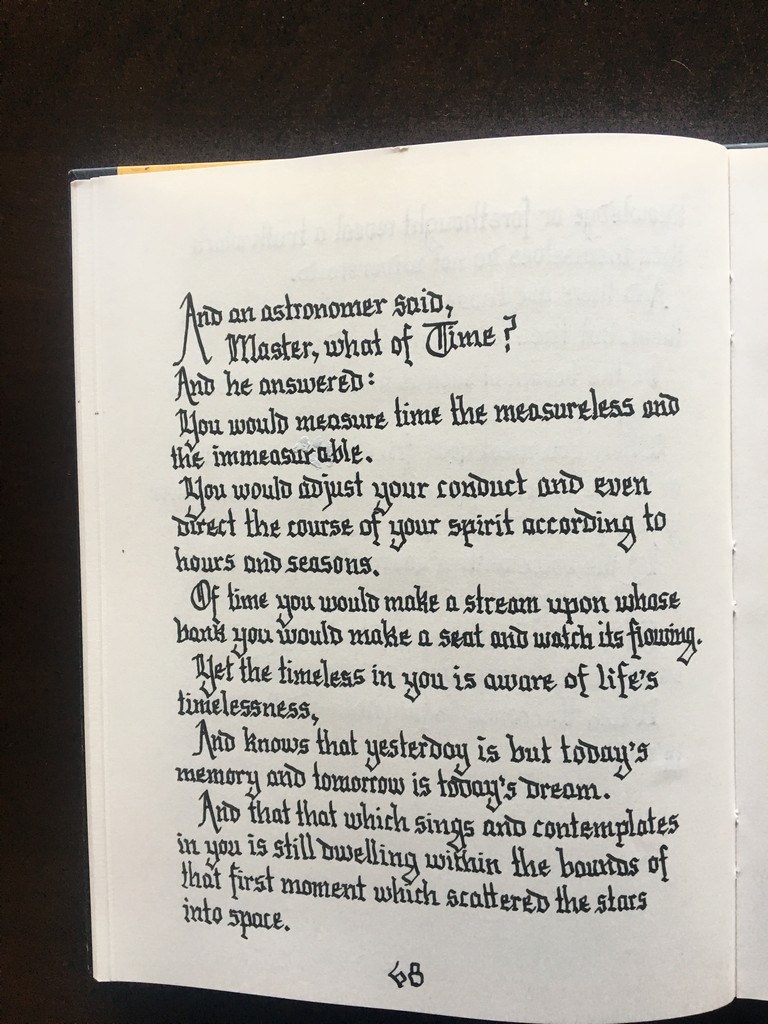 And an astronomer said,
Master, what of Time?
And he answered:
You would measure time the measureless and
the immeasurable.
You would adjust your conduct and even
direct the course of your spirit according to
hours and seasons.
Of time you would make a stream upon whose
bank you would make a seat and watch its flowing.
Yet the timeless in you is aware of life's
timelessness,
And knows that yesterday is but today's
memory and tomorrow is today's dream.
And that that which sings and contemplates
in you is still dwelling within the bounds of
that first moment which scattered the stars
into space.
68